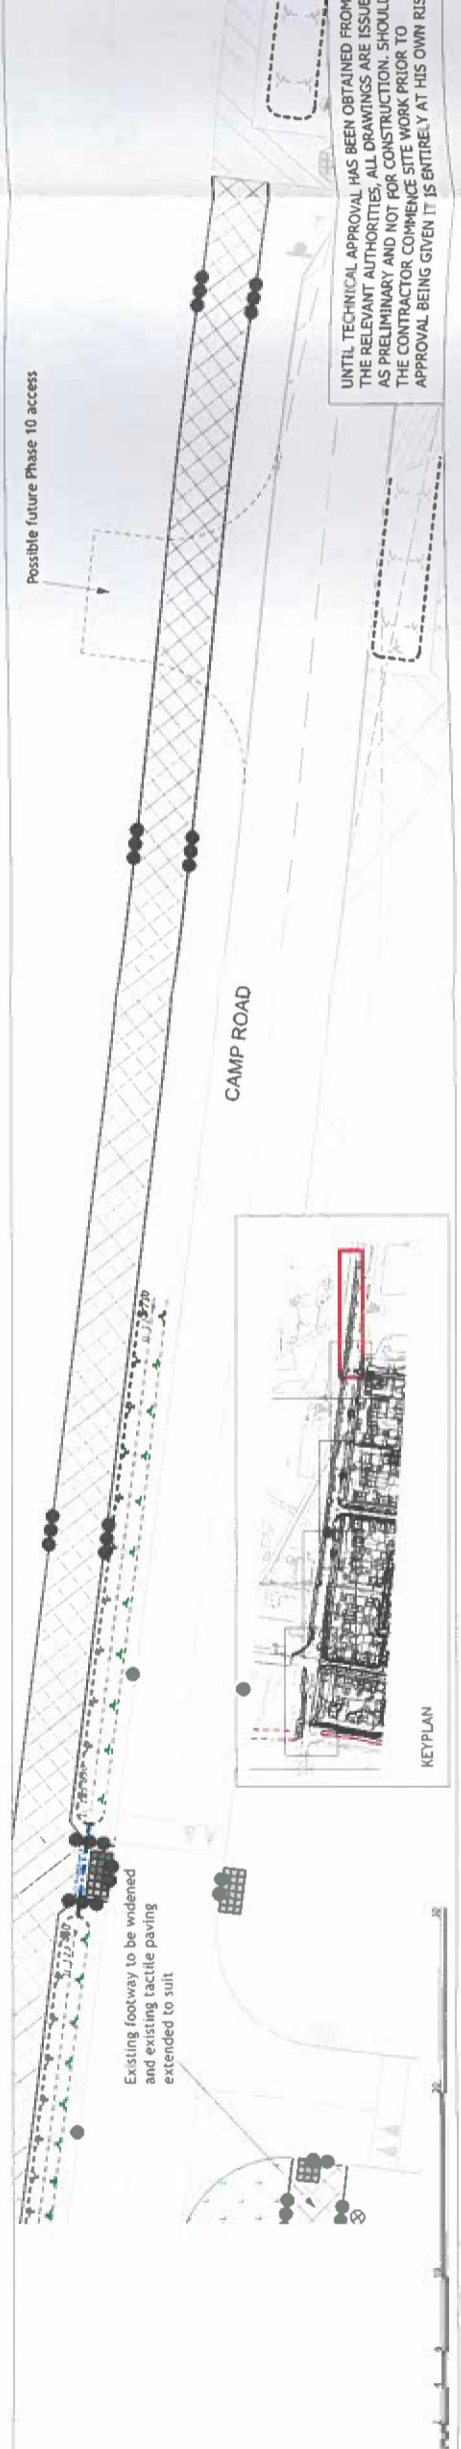 Possible future Phase 10 access
UNTIL TECHNICAL APPROVAL HAS BEEN OBTAINED FROM
THE RELEVANT AUTHORITIES, ALL DRAWINGS ARE ISSUE
AS PRELIMINARY AND NOT FOR CONSTRUCTION. SHOULD
THE CONTRACTOR COMMENCE SITE WORK PRIOR TO
APPROVAL BEING GIVEN IT IS ENTIRELY AT HIS OWN RIS
CAMP ROAD
KEYPLAN
Existing footway to be widened
and existing tactile paving
extended to suit